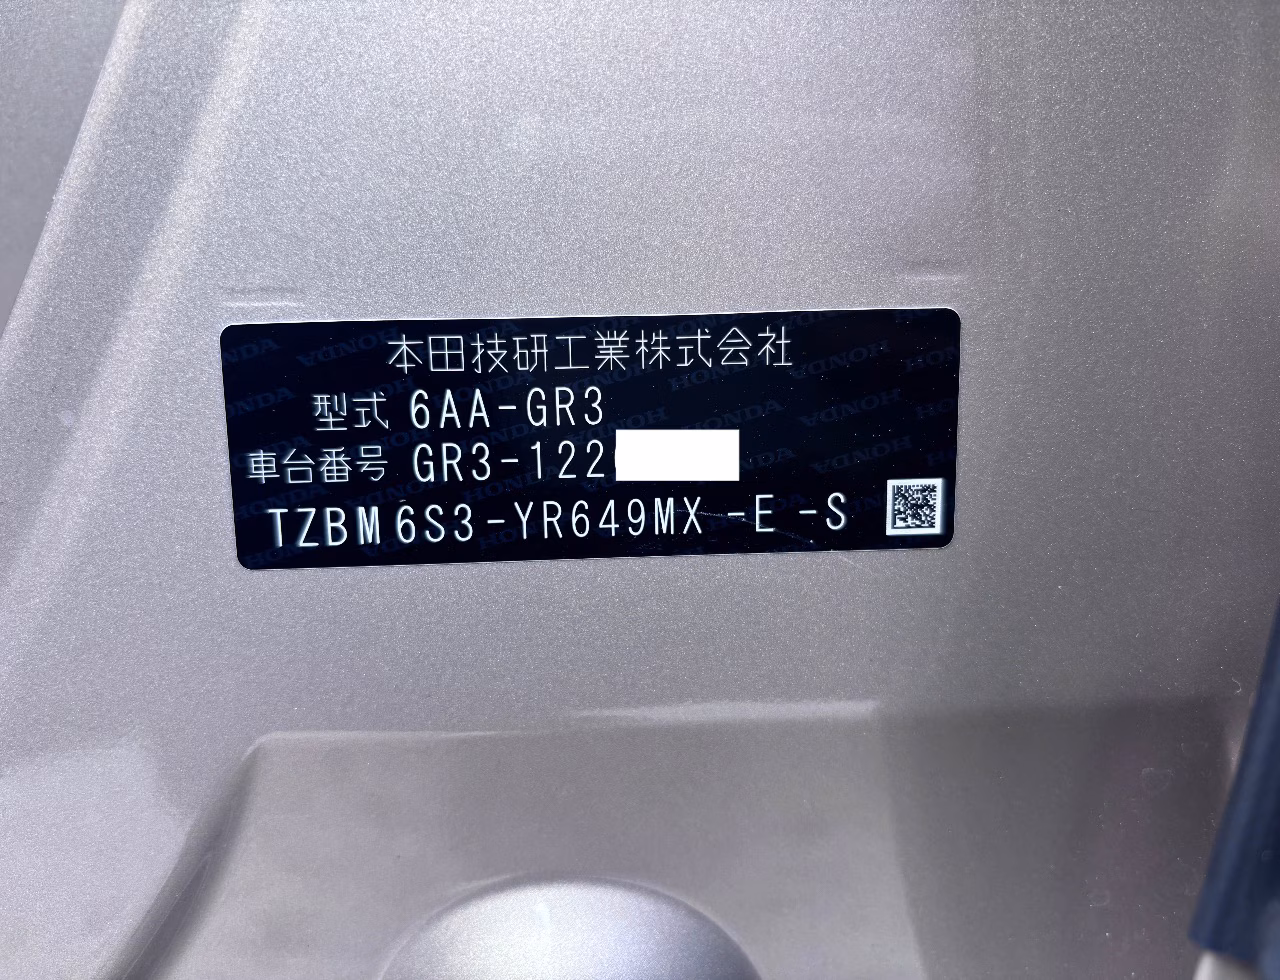 本田技研工業株式会社
型式 6AA-GR3
車台番号 GR3-122
TZBM6S3-YR649MX -E -S